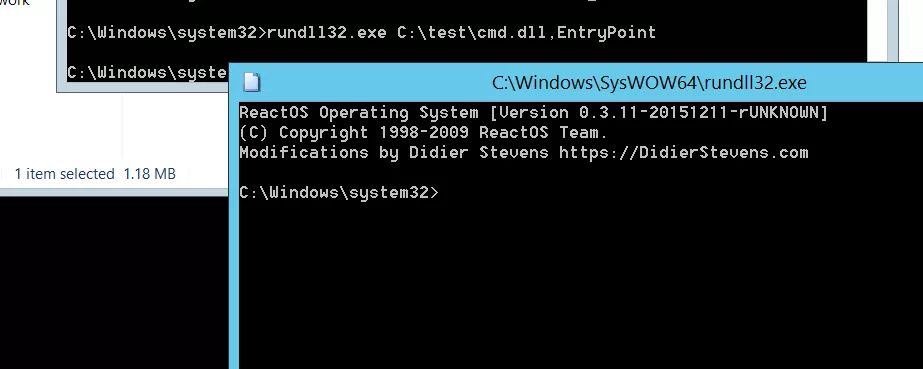 work
C:\Windows\system32>rundll32.exe C:\test\cmd.dll,EntryPoint
C:\Windows\syste
1 item selected 1.18 MB
C:\Windows\SysWOW64\rundll32.exe
ReactOS Operating System [Version 0.3.11-20151211-rUNKNOWN]
(C) Copyright 1998-2009 ReactOS Team.
Modifications by Didier Stevens https://DidierStevens.com
C:\Windows\system32>